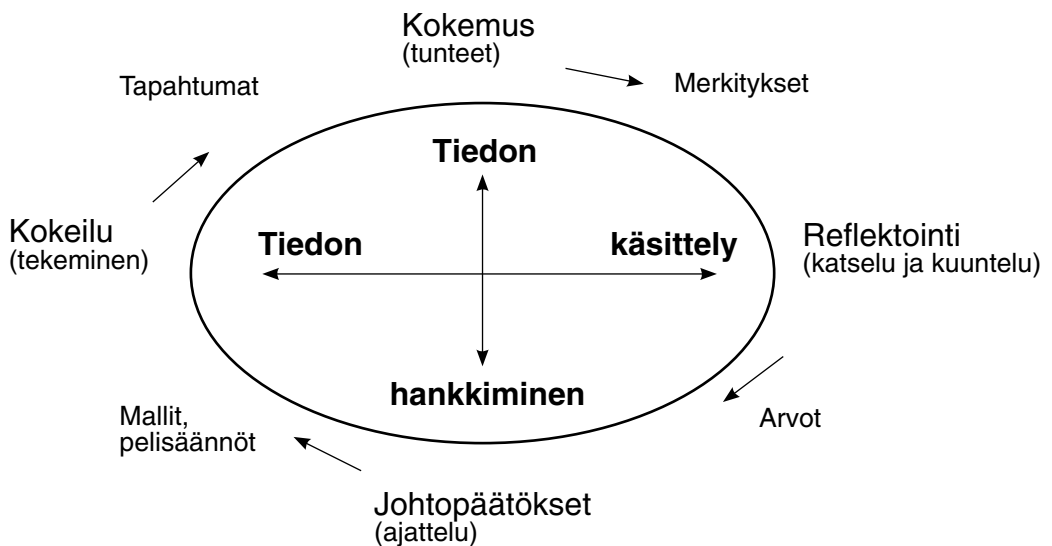 Kokemus
(tunteet)
Tapahtumat
Merkitykset
Tiedon
Kokeilu
(tekeminen)
Tiedon
käsittely
Reflektointi
(katselu ja kuuntelu)
hankkiminen
Mallit,
pelisäännöt
Arvot
Johtopäätökset
(ajattelu)